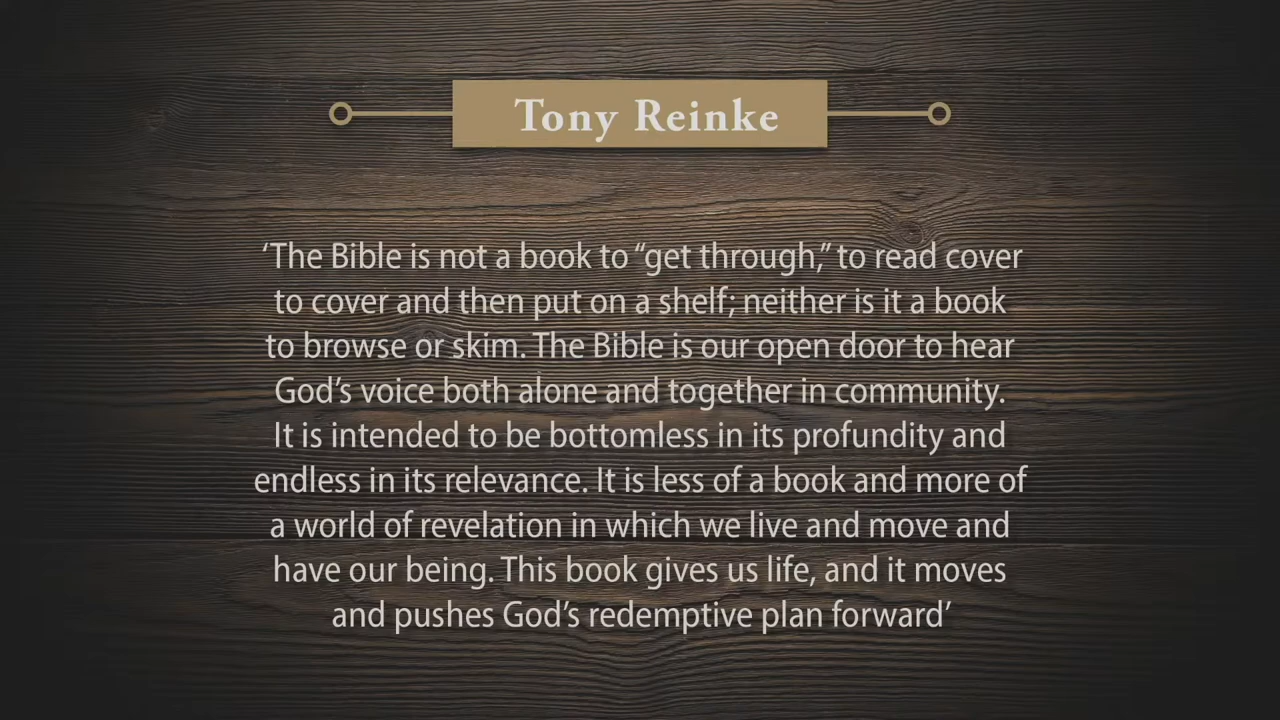 Tony Reinke
‘The Bible is not a book to “get through,” to read cover
to cover and then put on a shelf; neither is it a book
to browse or skim. The Bible is our open door to hear
God’s voice both alone and together in community.
It is intended to be bottomless in its profundity and
endless in its relevance. It is less of a book and more of
a world of revelation in which we live and move and
have our being. This book gives us life, and it moves
and pushes God’s redemptive plan forward’